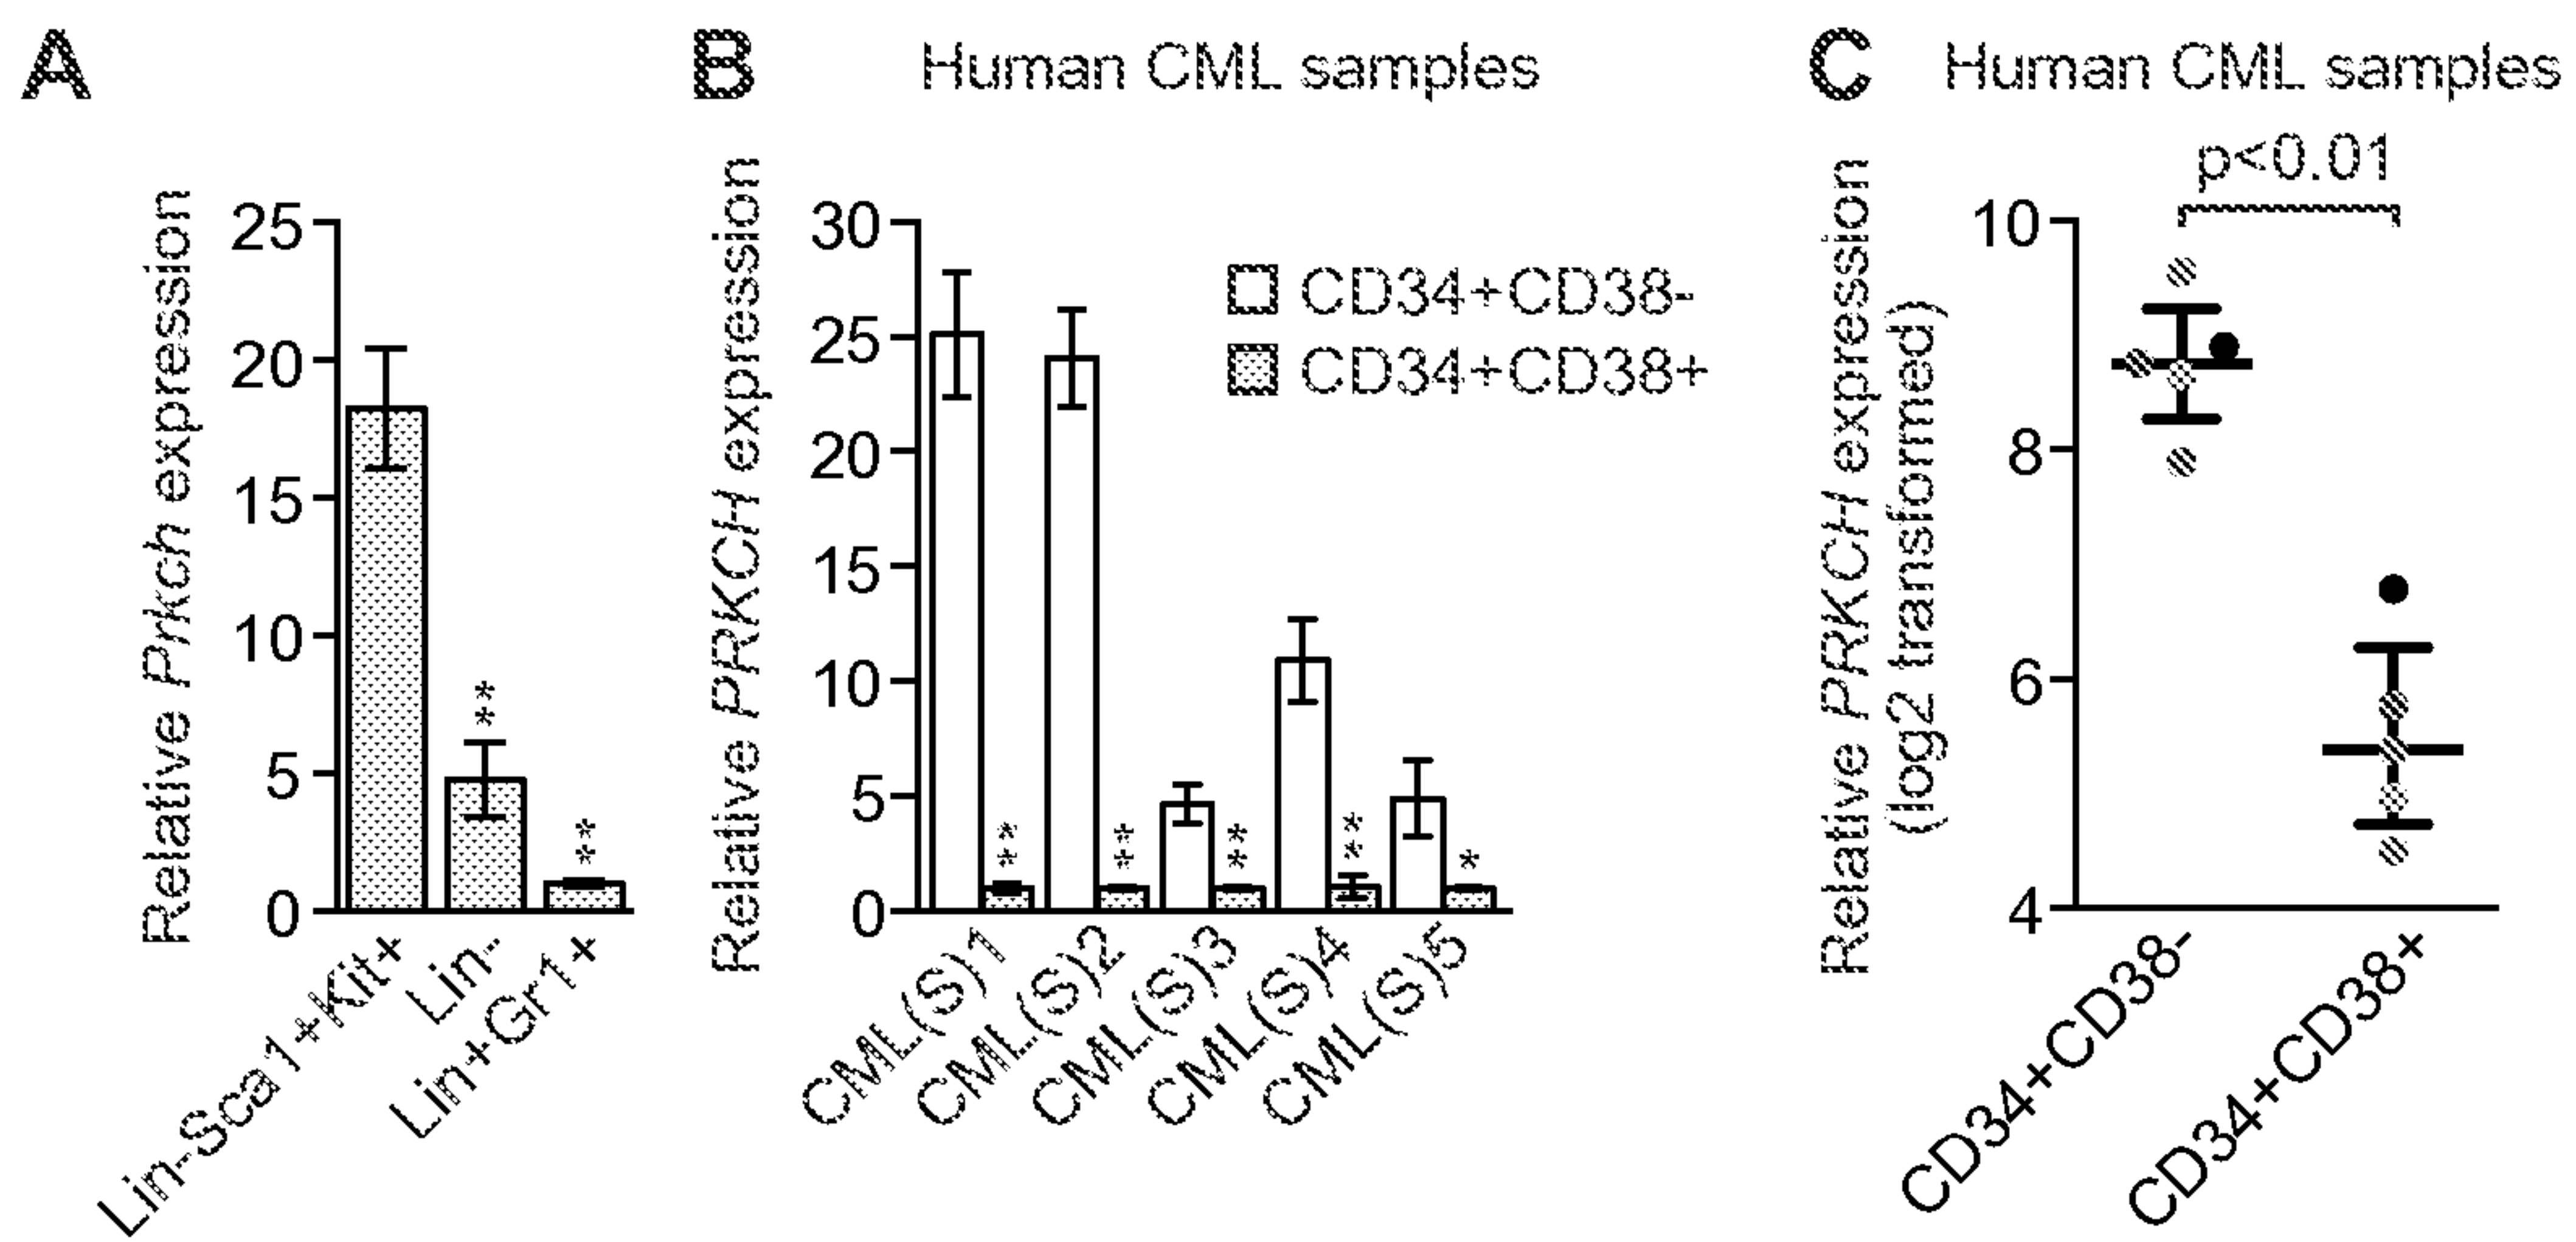 A
Relative Prkch expression
25
20
15
10
5
0
**
**
Lin-Sca1+Kit+
Lin-
Lin+Gr1+
B
Human CML samples
Relative PRKCH expression
30
25
20
15
10
5
0
CD34+CD38-
CD34+CD38+
**
**
**
**
*
CML(S)1
CML(S)2
CML(S)3
CML(S)4
CML(S)5
C
Human CML samples
p<0.01
Relative PRKCH expression
(log2 transformed)
10
8
6
4
CD34+CD38-
CD34+CD38+